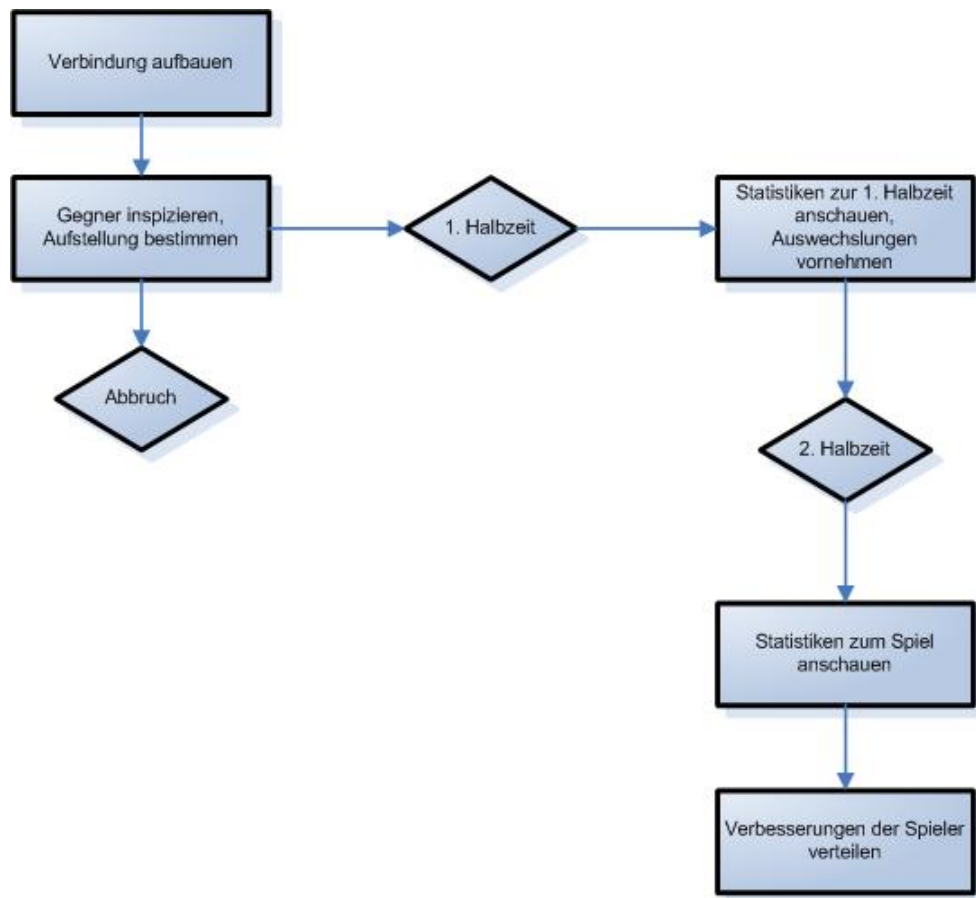 Verbindung aufbauen
Gegner inspizieren,
Aufstellung bestimmen
1. Halbzeit
Statistiken zur 1. Halbzeit
anschauen,
Auswechslungen
vornehmen
Abbruch
2. Halbzeit
Statistiken zum Spiel
anschauen
Verbesserungen der Spieler
verteilen